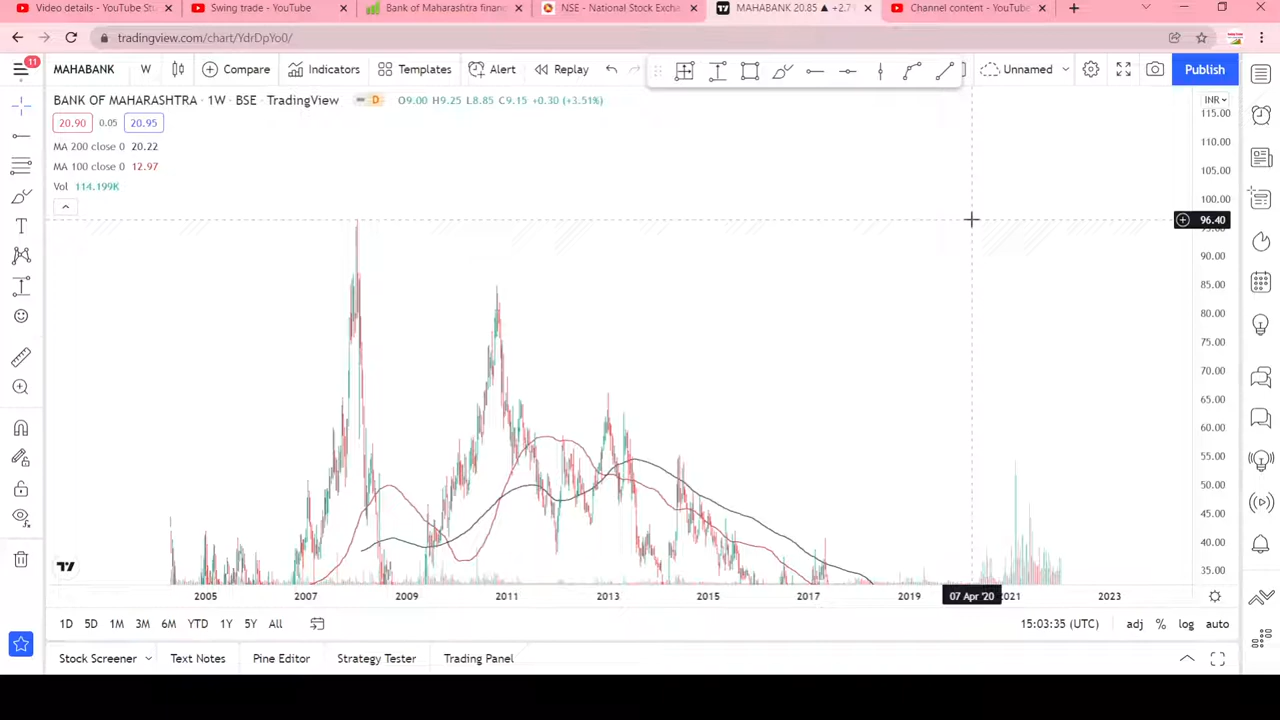 Video details - YouTube Stu
Swing trade - YouTube
Bank of Maharashtra financ
NSE - National Stock Exchan
MAHABANK 20.85 ▲ +2.7
Channel content - YouTube
tradingview.com/chart/YdrDpYo0/
11
MAHABANK
W
Compare
Indicators
Templates
Alert
Replay
Unnamed
Publish
BANK OF MAHARASHTRA · 1W · BSE · TradingView
D
O9.00 H9.25 L8.85 C9.15 +0.30 (+3.51%)
INR
20.90 0.05 20.95
MA 200 close 0 20.22
MA 100 close 0 12.97
Vol 114.199K
115.00
110.00
105.00
100.00
96.40
90.00
85.00
80.00
75.00
70.00
65.00
60.00
55.00
50.00
45.00
40.00
35.00
2005 2007 2009 2011 2013 2015 2017 2019 07 Apr '20 2021 2023
1D 5D 1M 3M 6M YTD 1Y 5Y All
15:03:35 (UTC) adj % log auto
Stock Screener Text Notes Pine Editor Strategy Tester Trading Panel